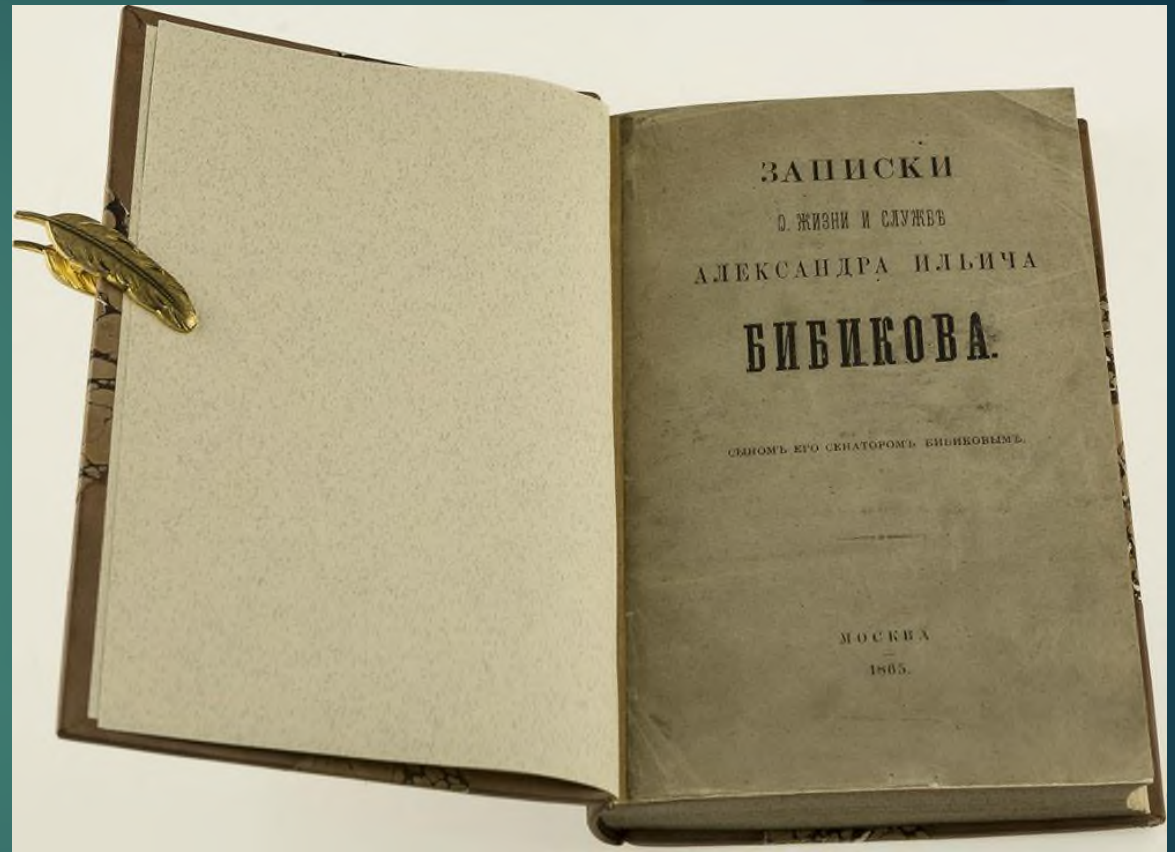 ЗАПИСКИ
О. ЖИЗНИ И СЛУЖБѢ
АЛЕКСАНДРА ИЛЬИЧА
БИБИКОВА.
СЫНОМЪ ЕГО СЕНАТОРОМЪ БИБИКОВЫМЪ.
МОСКВА
1865.